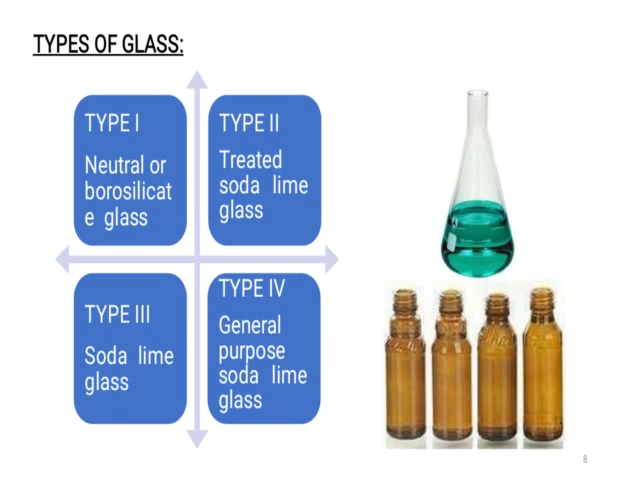 TYPES OF GLASS:
TYPE I
Neutral or
borosilicat
e glass
TYPE II
Treated
soda lime
glass
TYPE III
Soda lime
glass
TYPE IV
General
purpose
soda lime
glass
8